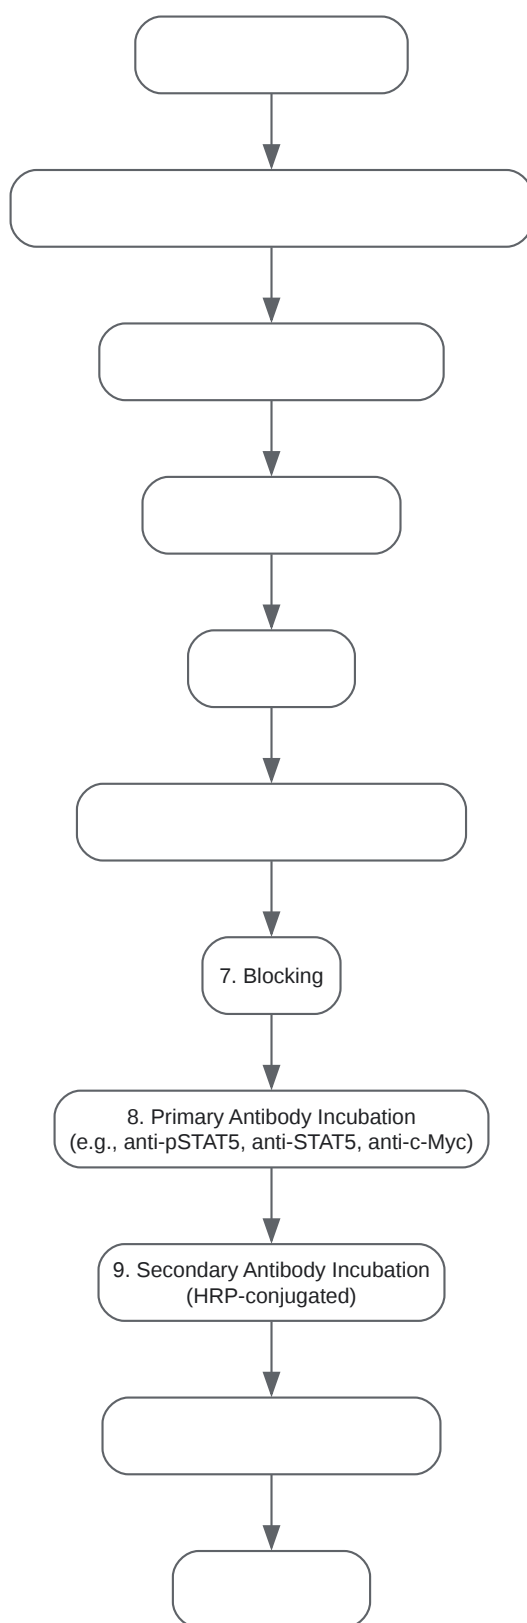 7. Blocking
8. Primary Antibody Incubation
(e.g., anti-pSTAT5, anti-STAT5, anti-c-Myc)
9. Secondary Antibody Incubation
(HRP-conjugated)